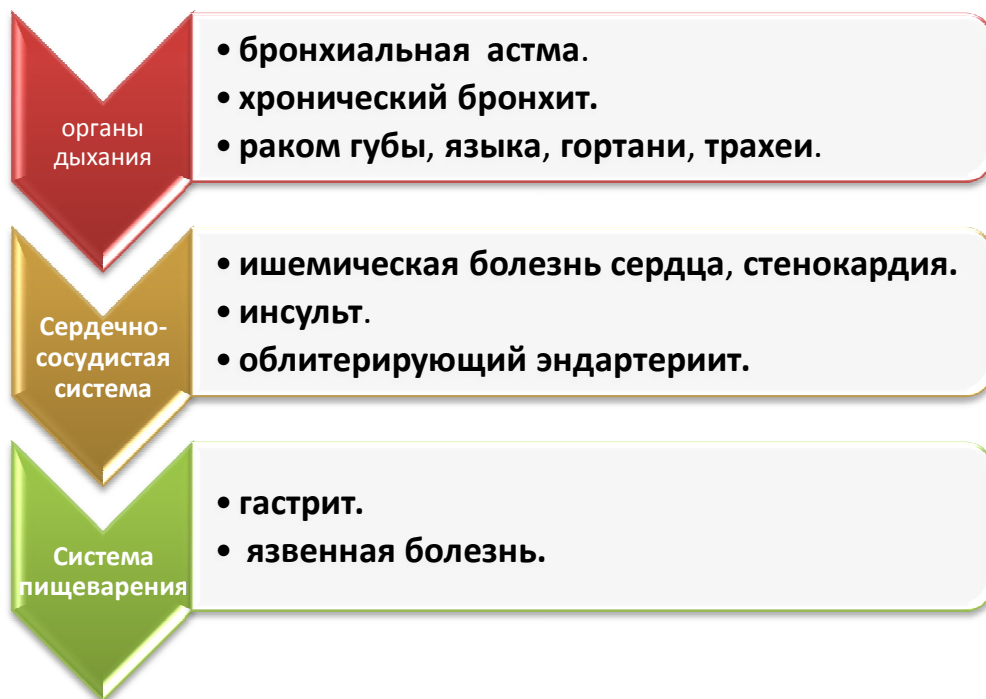 органы
дыхания
• бронхиальная  астма.
• хронический бронхит.
• раком губы, языка, гортани, трахеи.
Сердечно-
сосудистая
система
• ишемическая болезнь сердца, стенокардия.
• инсульт.
• облитерирующий эндартериит.
Система
пищеварения
• гастрит.
•  язвенная болезнь.